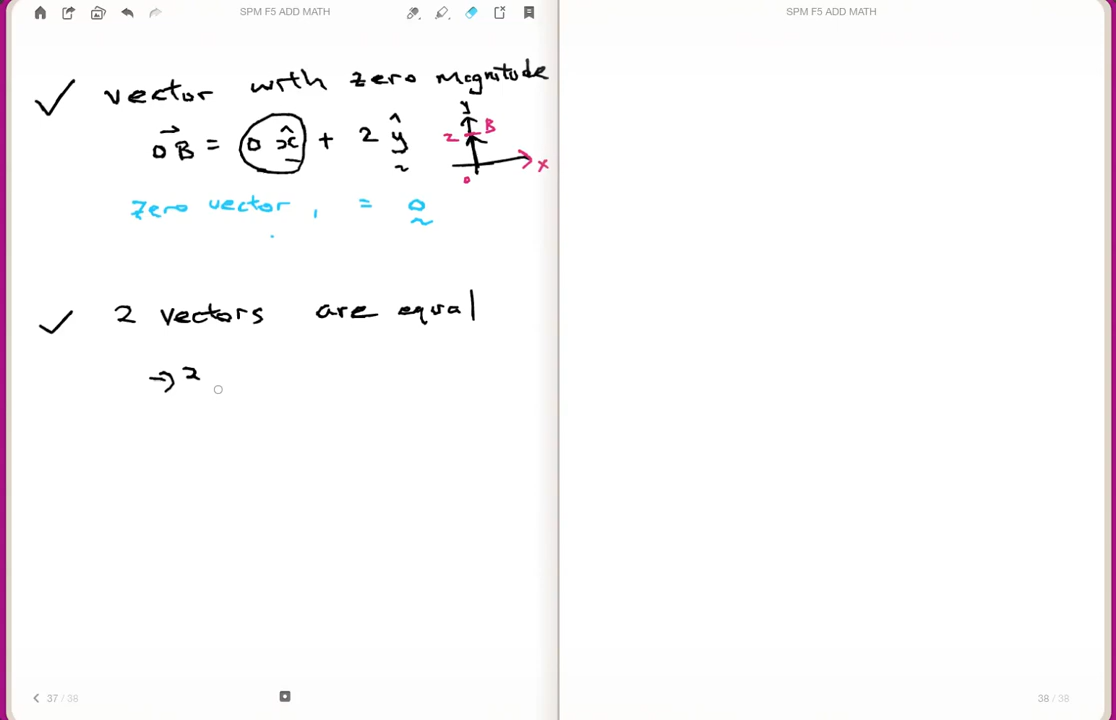 SPM F5 ADD MATH
SPM F5 ADD MATH
✓ vector with zero magnitude
→OB = 0 x̂ + 2 ŷ
y
2 B
0 x
zero vector, = 0
✓ 2 vectors are equal
→ 2
37 / 38
38 / 38